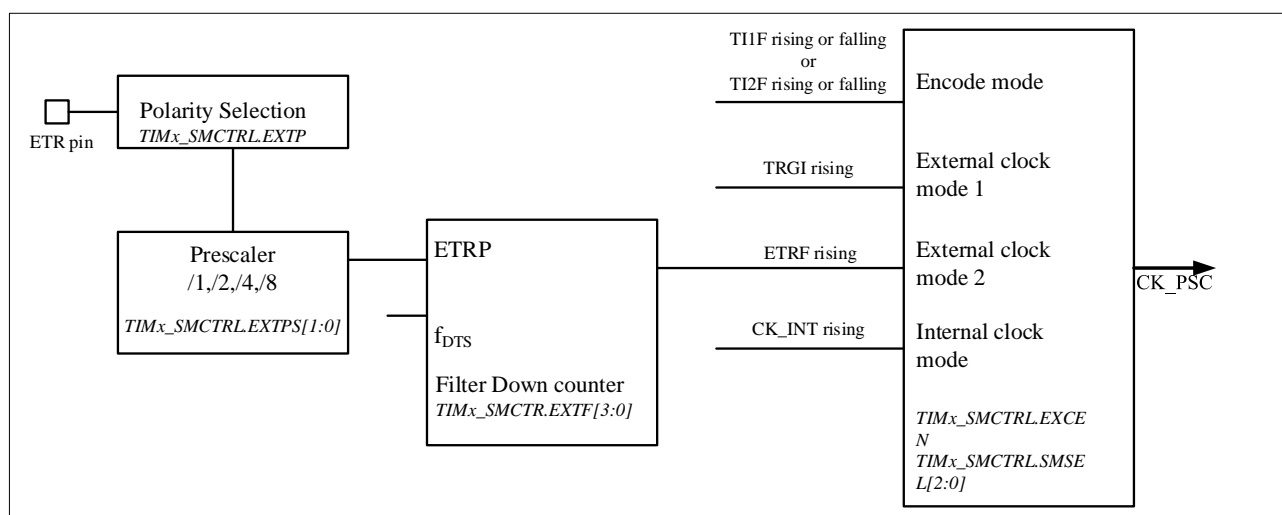 ETR pin
Polarity Selection
TIMx_SMCTRL.EXTP
Prescaler
/1,/2,/4,/8
TIMx_SMCTRL.EXTPS[1:0]
ETRP
fDTS
Filter Down counter
TIMx_SMCTR.EXTF[3:0]
TI1F rising or falling
or
TI2F rising or falling
TRGI rising
ETRF rising
CK_INT rising
Encode mode
External clock
mode 1
External clock
mode 2
Internal clock
mode
TIMx_SMCTRL.EXCE
N
TIMx_SMCTRL.SMSE
L[2:0]
CK_PSC